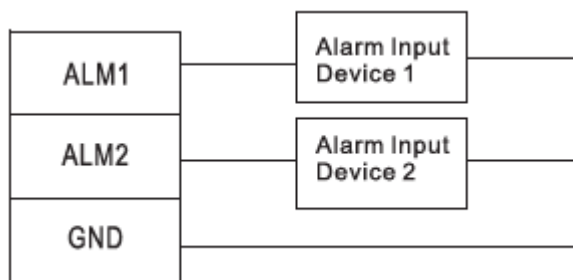 ALM1
Alarm Input
Device 1
ALM2
Alarm Input
Device 2
GND